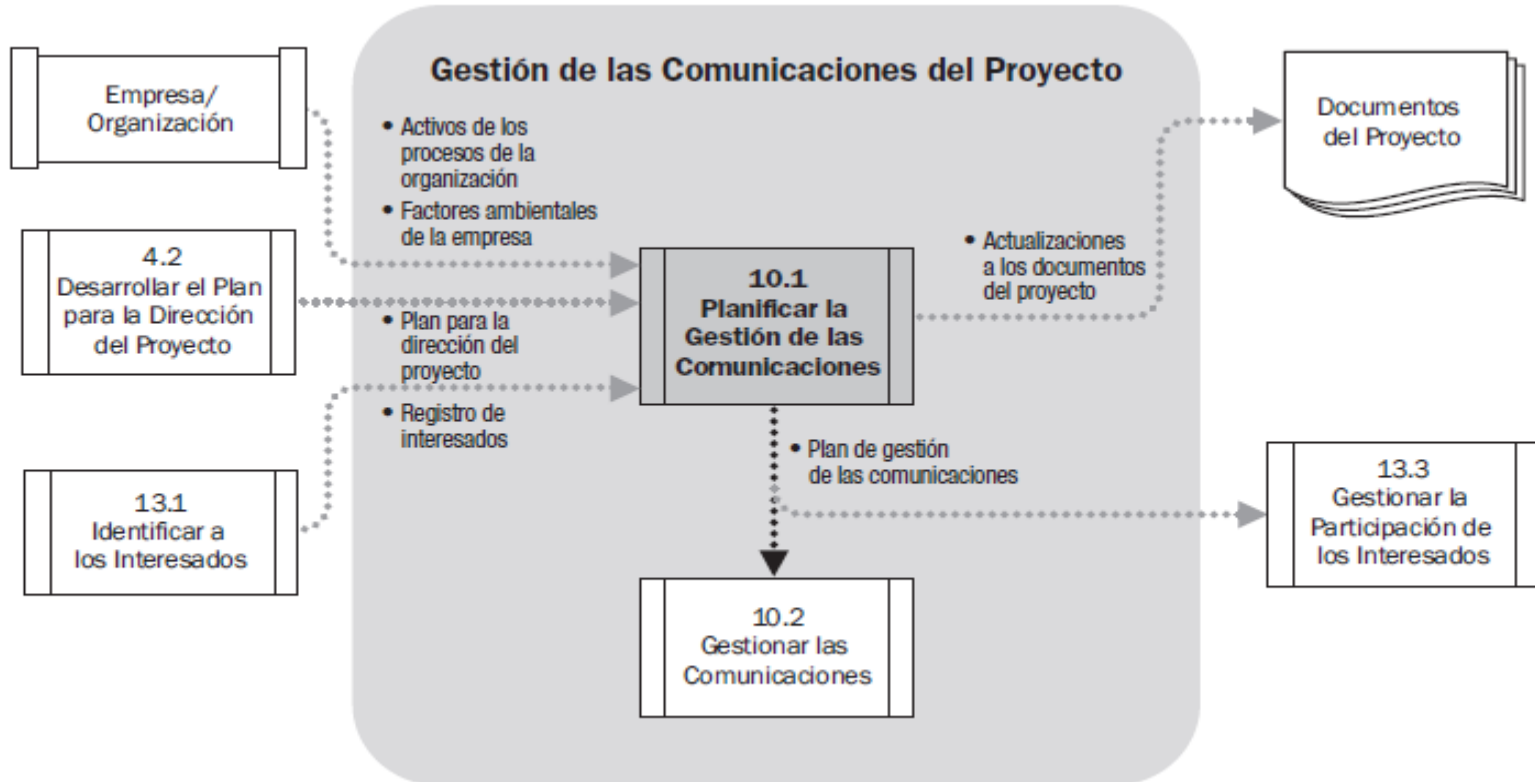 Gestión de las Comunicaciones del Proyecto
Empresa/
Organización
• Activos de los
procesos de la
organización
• Factores ambientales
de la empresa
Documentos
del Proyecto
4.2
Desarrollar el Plan
para la Dirección
del Proyecto
• Plan para la
dirección del
proyecto
• Registro de
interesados
10.1
Planificar la
Gestión de las
Comunicaciones
• Actualizaciones
a los documentos
del proyecto
13.1
Identificar a
los Interesados
• Plan de gestión
de las comunicaciones
13.3
Gestionar la
Participación de
los Interesados
10.2
Gestionar las
Comunicaciones